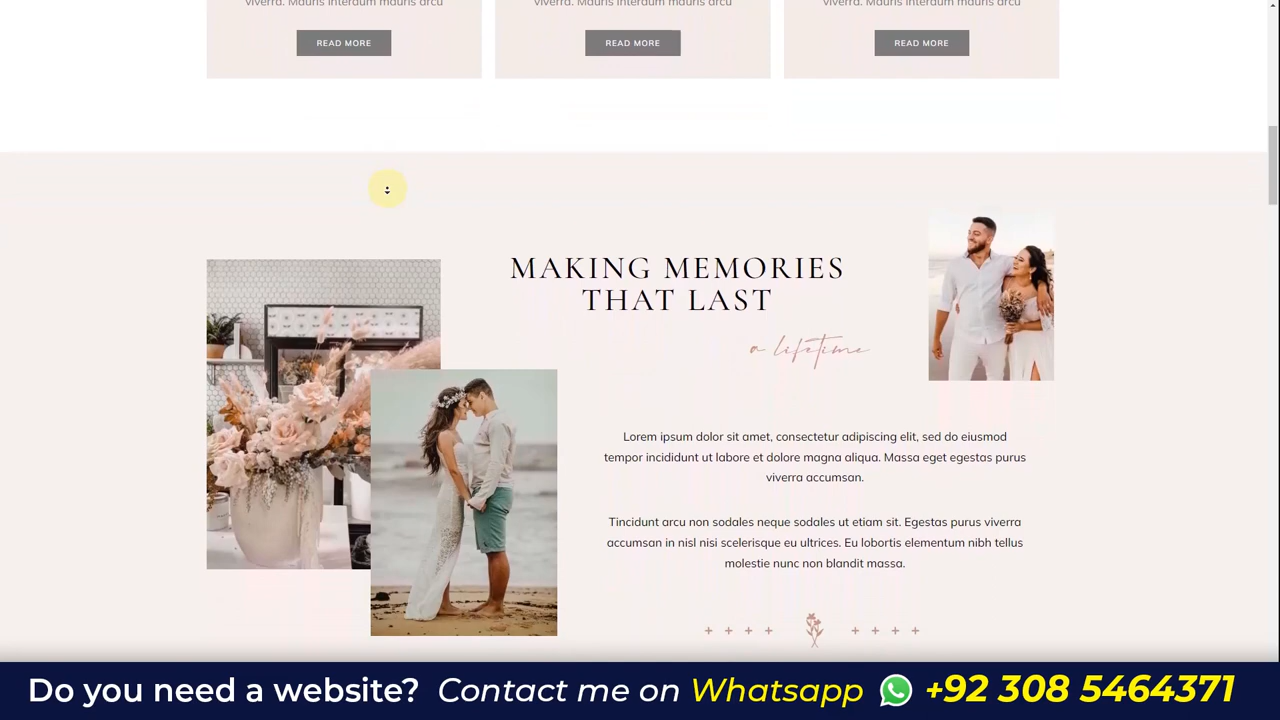 viverra. Mauris interdum mauris arcu
viverra. Mauris interdum mauris arcu
viverra. Mauris interdum mauris arcu
READ MORE
READ MORE
READ MORE
MAKING MEMORIES
THAT LAST
a lifetime
Lorem ipsum dolor sit amet, consectetur adipiscing elit, sed do eiusmod
tempor incididunt ut labore et dolore magna aliqua. Massa eget egestas purus
viverra accumsan.
Tincidunt arcu non sodales neque sodales ut etiam sit. Egestas purus viverra
accumsan in nisl nisi scelerisque eu ultrices. Eu lobortis elementum nibh tellus
molestie nunc non blandit massa.
Do you need a website? Contact me on Whatsapp +92 308 5464371